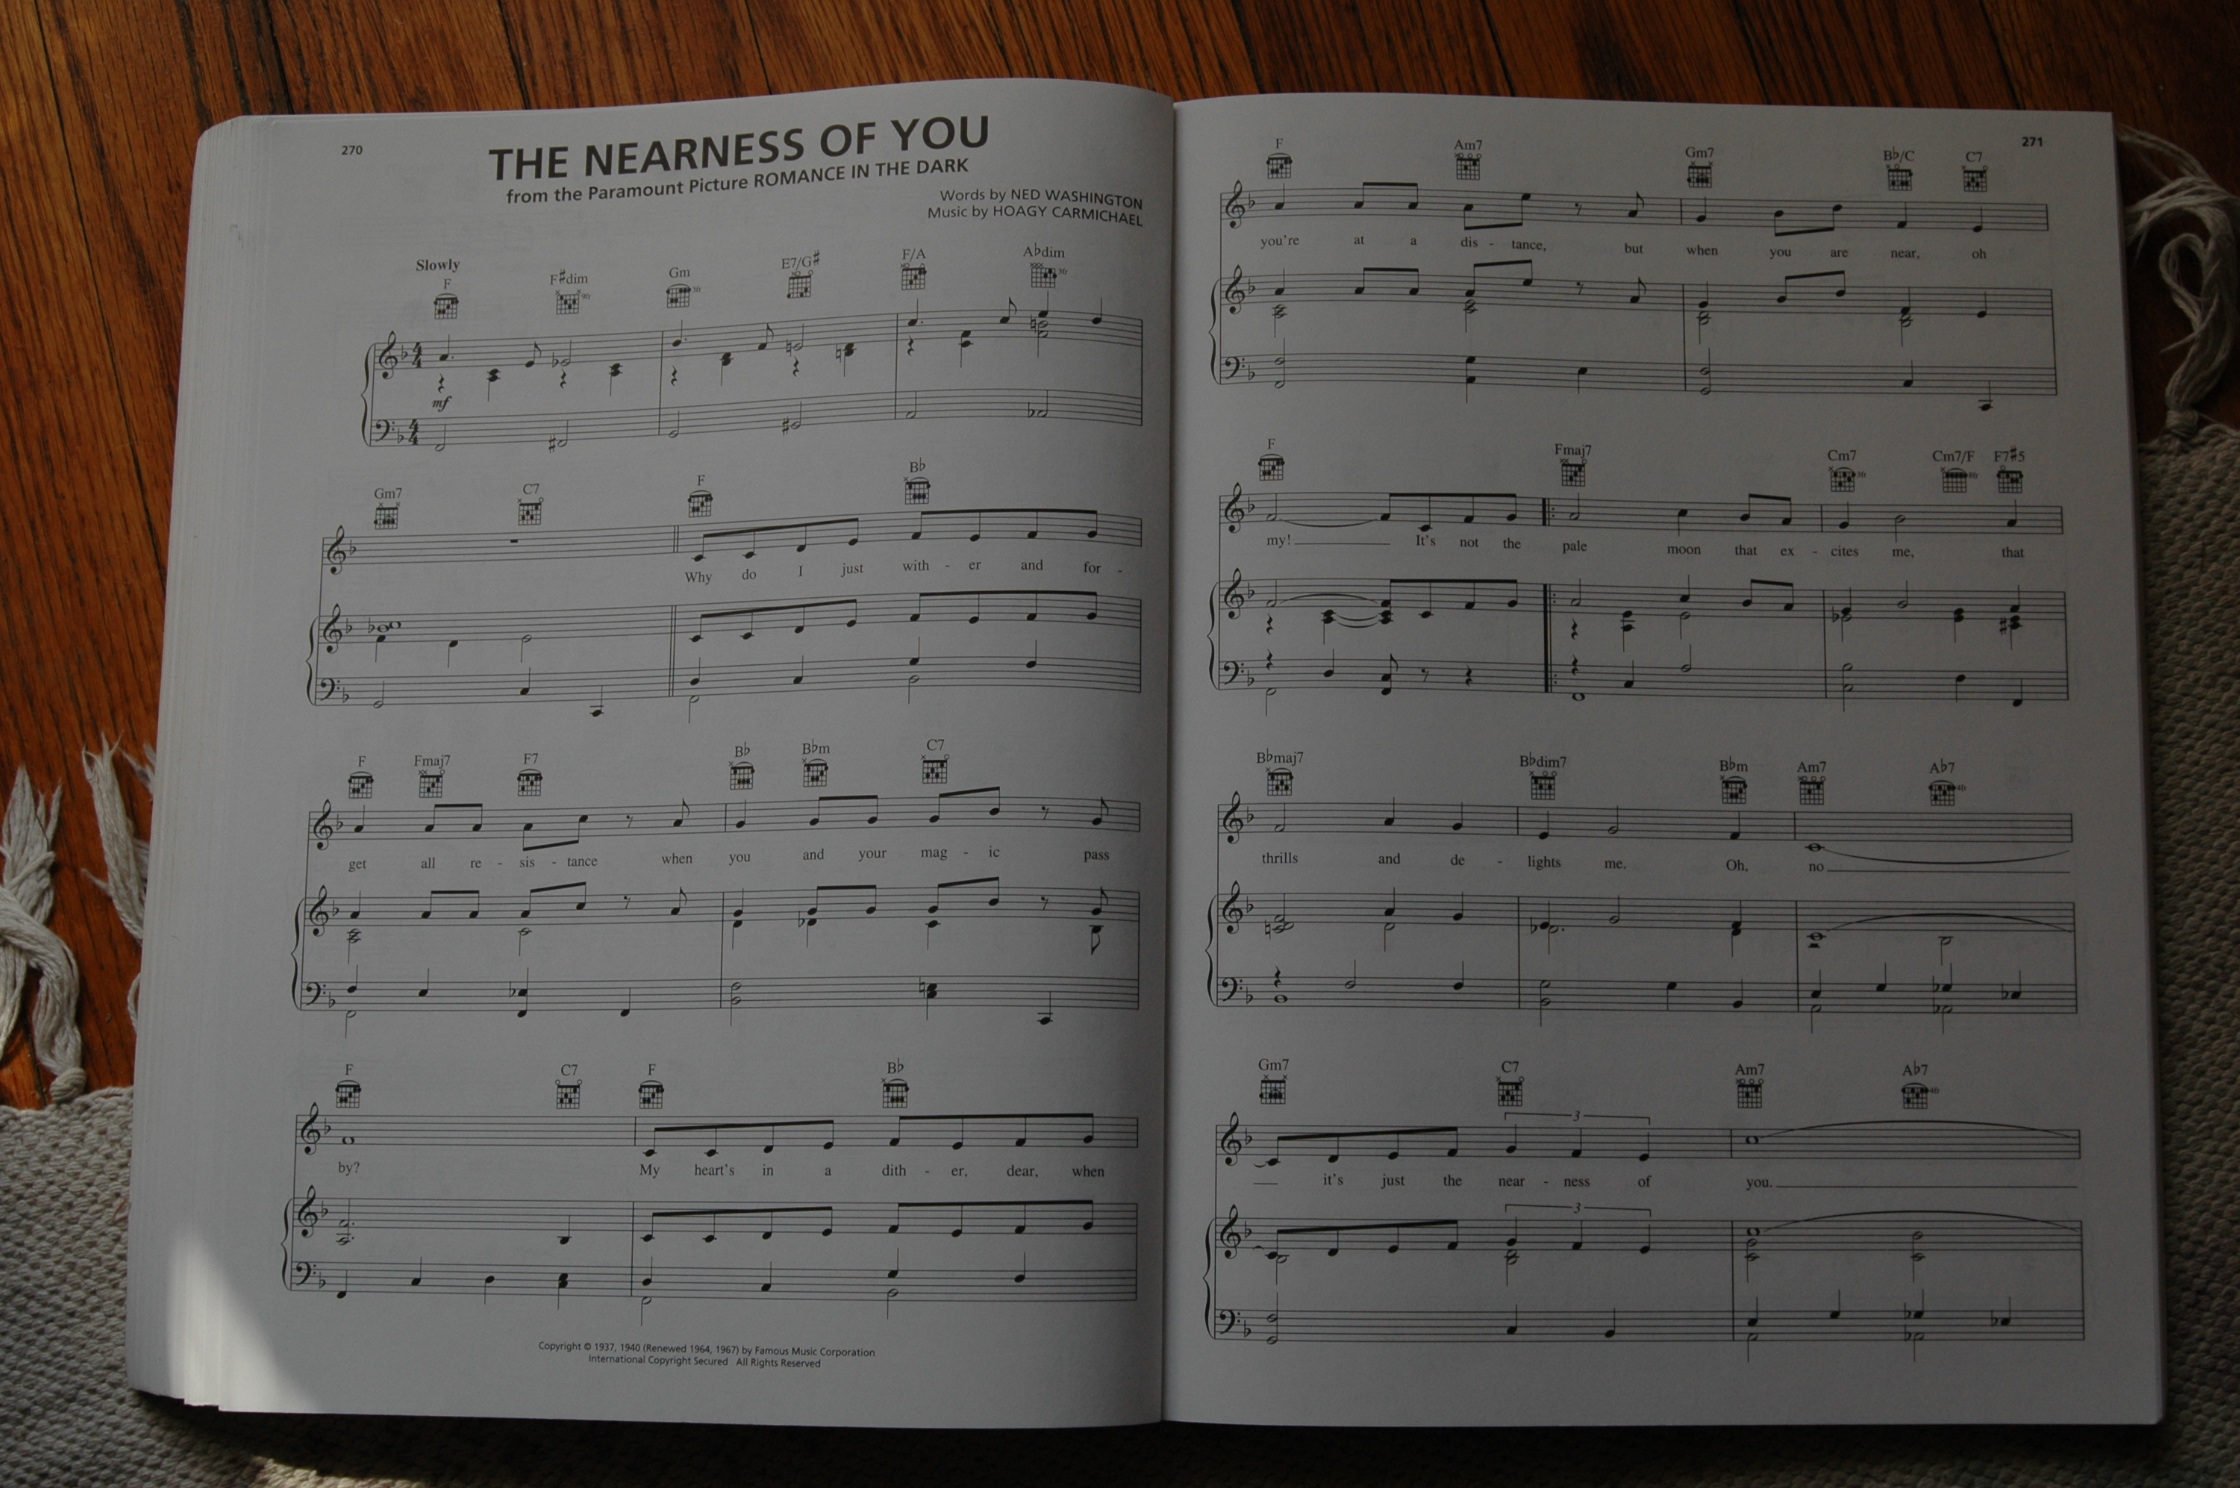 270
THE NEARNESS OF YOU
from the Paramount Picture ROMANCE IN THE DARK
Words by NED WASHINGTON
Music by HOAGY CARMICHAEL
Slowly
F F#dim Gm E7/G# F/A A♭dim
mf
Gm7 C7 F B♭
Why do I just with - er and for -
F Fmaj7 F7 B♭ B♭m C7
get all re - sis - tance when you and your mag - ic pass
F C7 F B♭
by? My heart's in a dith - er, dear, when
Copyright © 1937, 1940 (Renewed 1964, 1967) by Famous Music Corporation
International Copyright Secured All Rights Reserved
271
F Am7 Gm7 B♭/C C7
you're at a dis - tance, but when you are near, oh
F Fmaj7 Cm7 Cm7/F F7#5
my! It's not the pale moon that ex - cites me, that
B♭maj7 B♭dim7 B♭m Am7 A♭7
thrills and de - lights me. Oh, no
Gm7 C7 Am7 A♭7
3
it's just the near - ness of you.
3